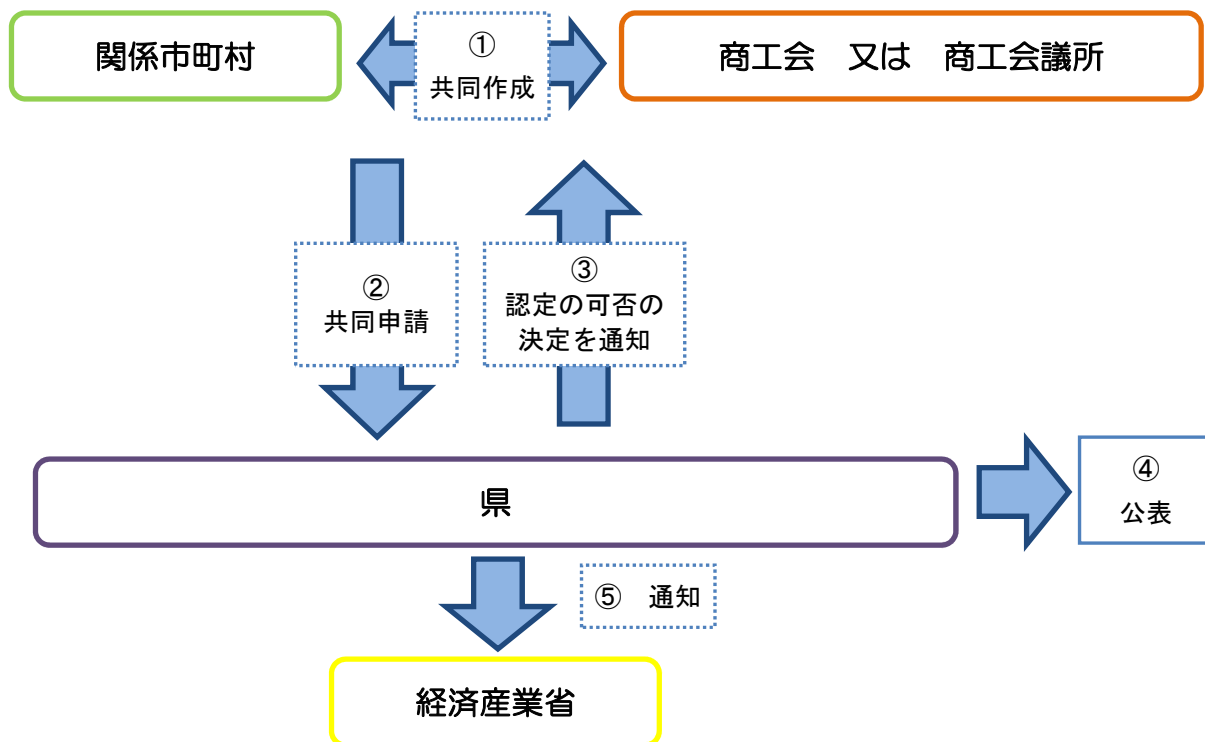 関係市町村
①
共同作成
商工会　又は　商工会議所
②
共同申請
③
認定の可否の
決定を通知
県
④
公表
⑤　通知
経済産業省